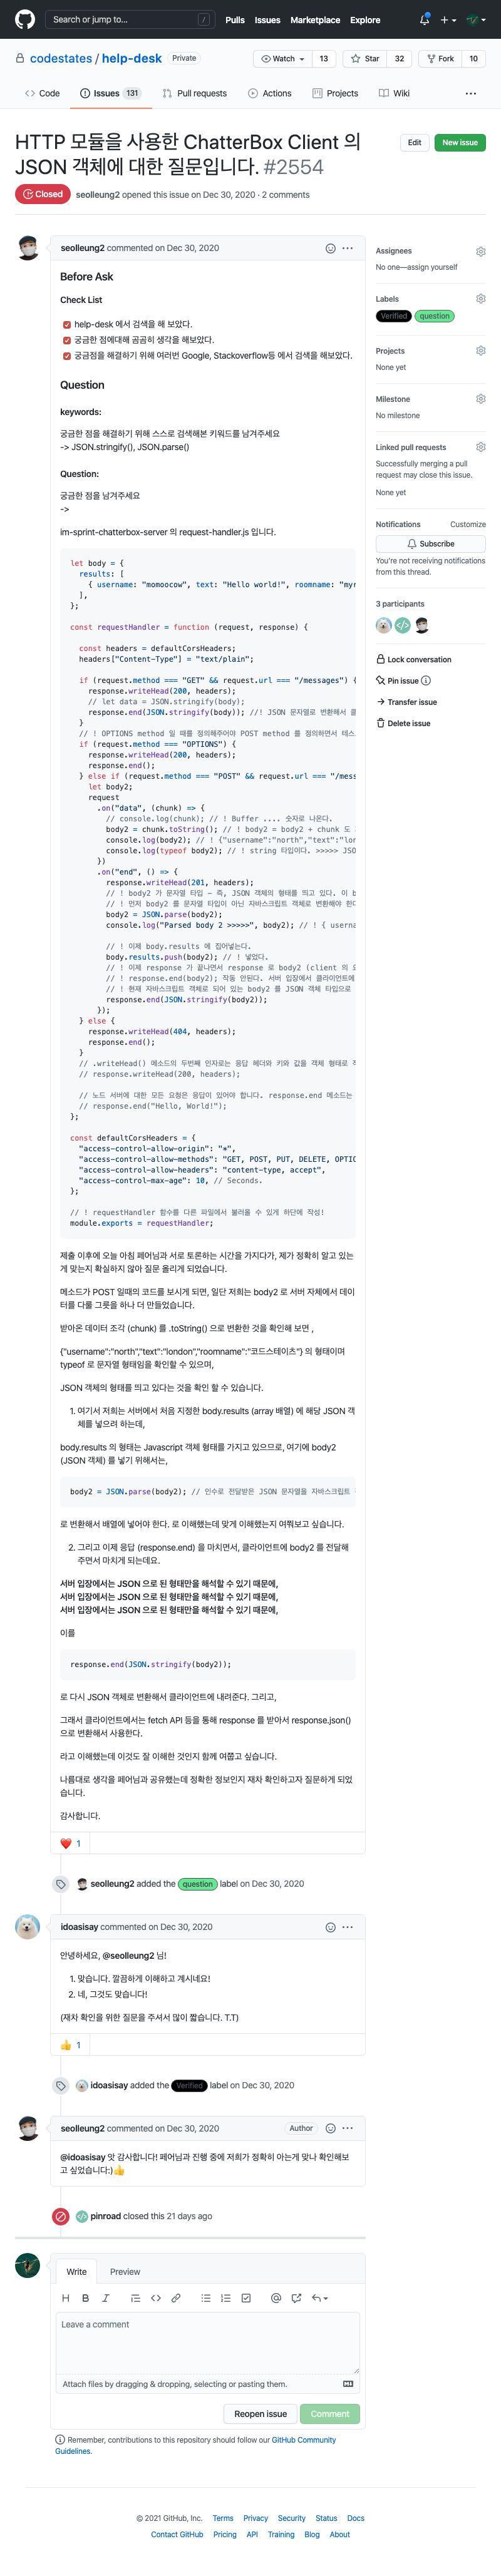 Search or jump to...
/
Pulls Issues Marketplace Explore
codestates / help-desk Private
Watch 13 Star 32 Fork 10
Code Issues 131 Pull requests Actions Projects Wiki
HTTP 모듈을 사용한 ChatterBox Client 의
JSON 객체에 대한 질문입니다. #2554
Edit New issue
Closed seolleung2 opened this issue on Dec 30, 2020 · 2 comments
seolleung2 commented on Dec 30, 2020
Before Ask
Check List
help-desk 에서 검색을 해 보았다.
궁금한 점에대해 곰곰히 생각을 해보았다.
궁금점을 해결하기 위해 여러번 Google, Stackoverflow등 에서 검색을 해보았다.
Question
keywords:
궁금한 점을 해결하기 위해 스스로 검색해본 키워드를 남겨주세요
-> JSON.stringify(), JSON.parse()
Question:
궁금한 점을 남겨주세요
->
im-sprint-chatterbox-server 의 request-handler.js 입니다.
let body = {
results: [
{ username: "momoocow", text: "Hello world!", roomname: "myr
],
};
const requestHandler = function (request, response) {
const headers = defaultCorsHeaders;
headers["Content-Type"] = "text/plain";
if (request.method === "GET" && request.url === "/messages") {
response.writeHead(200, headers);
// let data = JSON.stringify(body);
response.end(JSON.stringify(body)); //! JSON 문자열로 변환해서 클
}
// ! OPTIONS method 일 때를 정의해주어야 POST method 를 정의하면서 테스
if (request.method === "OPTIONS") {
response.writeHead(200, headers);
response.end();
} else if (request.method === "POST" && request.url === "/mess
let body2;
request
.on("data", (chunk) => {
// console.log(chunk); // ! Buffer .... 숫자로 나온다.
body2 = chunk.toString(); // ! body2 = body2 + chunk 도
console.log(body2); // ! {"username":"north","text":"lon
console.log(typeof body2); // ! string 타입이다. >>>>> JSO
})
.on("end", () => {
response.writeHead(201, headers);
// ! body2 가 문자열 타입 - 즉, JSON 객체의 형태를 띄고 있다. 이 b
// ! 먼저 body2 를 문자열 타입이 아닌 자바스크립트 객체로 변환해야 한다
body2 = JSON.parse(body2);
console.log("Parsed body 2 >>>>>", body2); // ! { userna
// ! 이제 body.results 에 집어넣는다.
body.results.push(body2); // ! 넣었다.
// ! 이제 response 가 끝나면서 response 로 body2 (client 의 요
// ! response.end(body2); 작동 안된다. 서버 입장에서 클라이언트에
// ! 현재 자바스크립트 객체로 되어 있는 body2 를 JSON 객체 타입으로
response.end(JSON.stringify(body2));
});
} else {
response.writeHead(404, headers);
response.end();
}
// .writeHead() 메소드의 두번째 인자로는 응답 헤더와 키와 값을 객체 형태로
// response.writeHead(200, headers);
// 노드 서버에 대한 모든 요청은 응답이 있어야 합니다. response.end 메소드는
// response.end("Hello, World!");
};
const defaultCorsHeaders = {
"access-control-allow-origin": "*",
"access-control-allow-methods": "GET, POST, PUT, DELETE, OPTIO
"access-control-allow-headers": "content-type, accept",
"access-control-max-age": 10, // Seconds.
};
// ! requestHandler 함수를 다른 파일에서 불러올 수 있게 하단에 작성!
module.exports = requestHandler;
제출 이후에 오늘 아침 페어님과 서로 토론하는 시간을 가지다가, 제가 정확히 알고 있는
게 맞는지 확실하지 않아 질문 올리게 되었습니다.
메소드가 POST 일때의 코드를 보시게 되면, 일단 저희는 body2 로 서버 자체에서 데이
터를 다룰 그릇을 하나 더 만들었습니다.
받아온 데이터 조각 (chunk) 를 .toString() 으로 변환한 것을 확인해 보면 ,
{"username":"north","text":"london","roomname":"코드스테이츠"} 의 형태이며
typeof 로 문자열 형태임을 확인할 수 있으며,
JSON 객체의 형태를 띄고 있다는 것을 확인 할 수 있습니다.
1. 여기서 저희는 서버에서 처음 지정한 body.results (array 배열) 에 해당 JSON 객
체를 넣으려 하는데,
body.results 의 형태는 Javascript 객체 형태를 가지고 있으므로, 여기에 body2
(JSON 객체) 를 넣기 위해서는,
body2 = JSON.parse(body2); // 인수로 전달받은 JSON 문자열을 자바스크립트
로 변환해서 배열에 넣어야 한다. 로 이해했는데 맞게 이해했는지 여쭤보고 싶습니다.
2. 그리고 이제 응답 (response.end) 을 마치면서, 클라이언트에 body2 를 전달해
주면서 마치게 되는데요.
서버 입장에서는 JSON 으로 된 형태만을 해석할 수 있기 때문에,
서버 입장에서는 JSON 으로 된 형태만을 해석할 수 있기 때문에,
서버 입장에서는 JSON 으로 된 형태만을 해석할 수 있기 때문에,
이를
response.end(JSON.stringify(body2));
로 다시 JSON 객체로 변환해서 클라이언트에 내려준다. 그리고,
그래서 클라이언트에서는 fetch API 등을 통해 response 를 받아서 response.json()
으로 변환해서 사용한다.
라고 이해했는데 이것도 잘 이해한 것인지 함께 여쭙고 싶습니다.
나름대로 생각을 페어님과 공유했는데 정확한 정보인지 재차 확인하고자 질문하게 되었
습니다.
감사합니다.
❤️ 1
seolleung2 added the question label on Dec 30, 2020
idoasisay commented on Dec 30, 2020
안녕하세요, @seolleung2 님!
1. 맞습니다. 깔끔하게 이해하고 계시네요!
2. 네, 그것도 맞습니다!
(재차 확인을 위한 질문을 주셔서 많이 짧습니다. T.T)
👍 1
idoasisay added the Verified label on Dec 30, 2020
seolleung2 commented on Dec 30, 2020 Author
@idoasisay 앗 감사합니다! 페어님과 진행 중에 저희가 정확히 아는게 맞나 확인해보
고 싶었습니다:)👍
pinroad closed this 21 days ago
Write Preview
Leave a comment
Attach files by dragging & dropping, selecting or pasting them.
Reopen issue Comment
Remember, contributions to this repository should follow our GitHub Community
Guidelines.
Assignees
No one—assign yourself
Labels
Verified question
Projects
None yet
Milestone
No milestone
Linked pull requests
Successfully merging a pull
request may close this issue.
None yet
Notifications Customize
Subscribe
You're not receiving notifications
from this thread.
3 participants
Lock conversation
Pin issue
Transfer issue
Delete issue
© 2021 GitHub, Inc. Terms Privacy Security Status Docs
Contact GitHub Pricing API Training Blog About